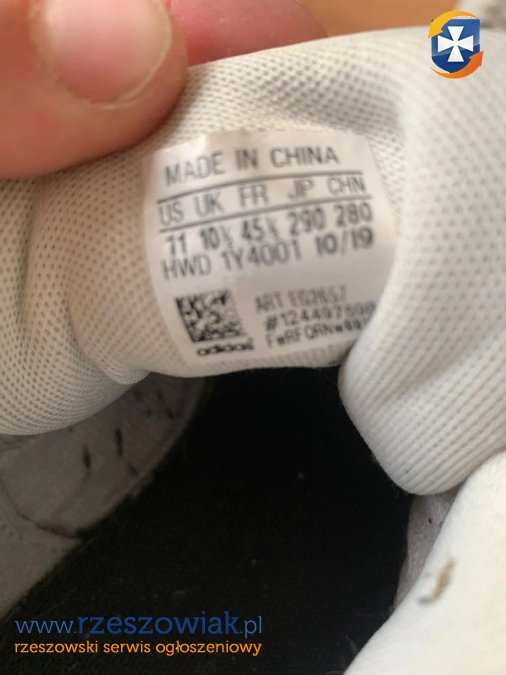 MADE IN CHINA
US UK FR JP CHN
11 10½ 45⅓ 290 280
HWD 1Y4001 10/19
ART
adidas
www.rzeszowiak.pl
rzeszowski serwis ogłoszeniowy